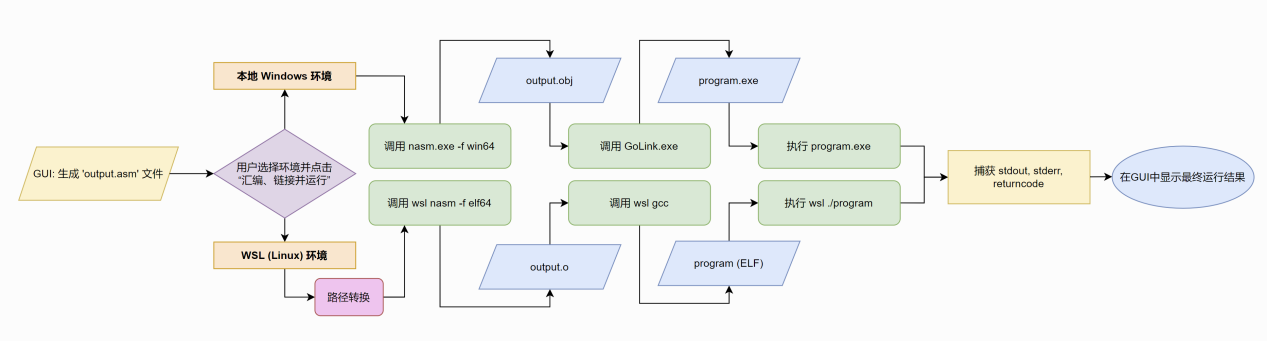 GUI: 生成 'output.asm' 文件
用户选择环境并点击
“汇编、链接并运行”
本地 Windows 环境
调用 nasm.exe -f win64
output.obj
调用 GoLink.exe
program.exe
执行 program.exe
WSL (Linux) 环境
路径转换
调用 wsl nasm -f elf64
output.o
调用 wsl gcc
program (ELF)
执行 wsl ./program
捕获 stdout, stderr,
returncode
在GUI中显示最终运行结果